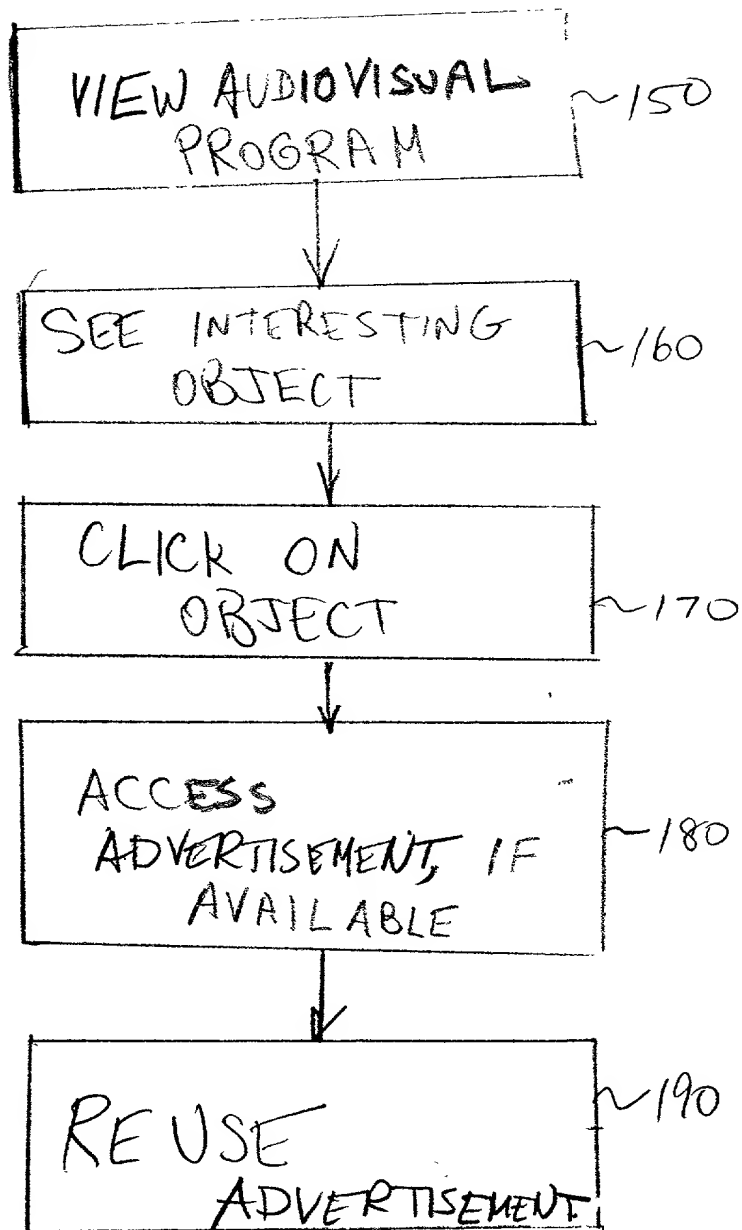 VIEW AUDIOVISUAL
PROGRAM
150
SEE INTERESTING
OBJECT
160
CLICK ON
OBJECT
170
ACCESS
ADVERTISEMENT, IF
AVAILABLE
180
REUSE
ADVERTISEMENT
190